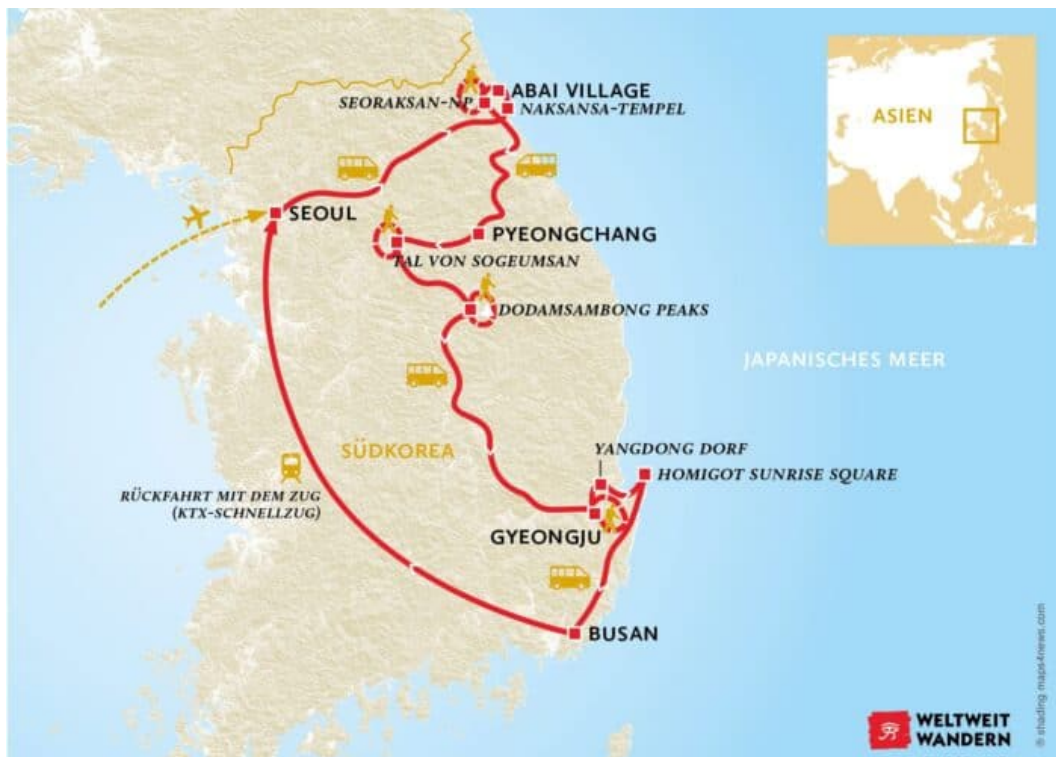 ABAI VILLAGE
SEORAKSAN-NP
NAKSANSA-TEMPEL
ASIEN
SEOUL
PYEONGCHANG
TAL VON SOGEUMSAN
DODAMSAMBONG PEAKS
JAPANISCHES MEER
SÜDKOREA
YANGDONG DORF
HOMIGOT SUNRISE SQUARE
RÜCKFAHRT MIT DEM ZUG
(KTX-SCHNELLZUG)
GYEONGJU
BUSAN
WELTWEIT
WANDERN
© shading maps4news.com